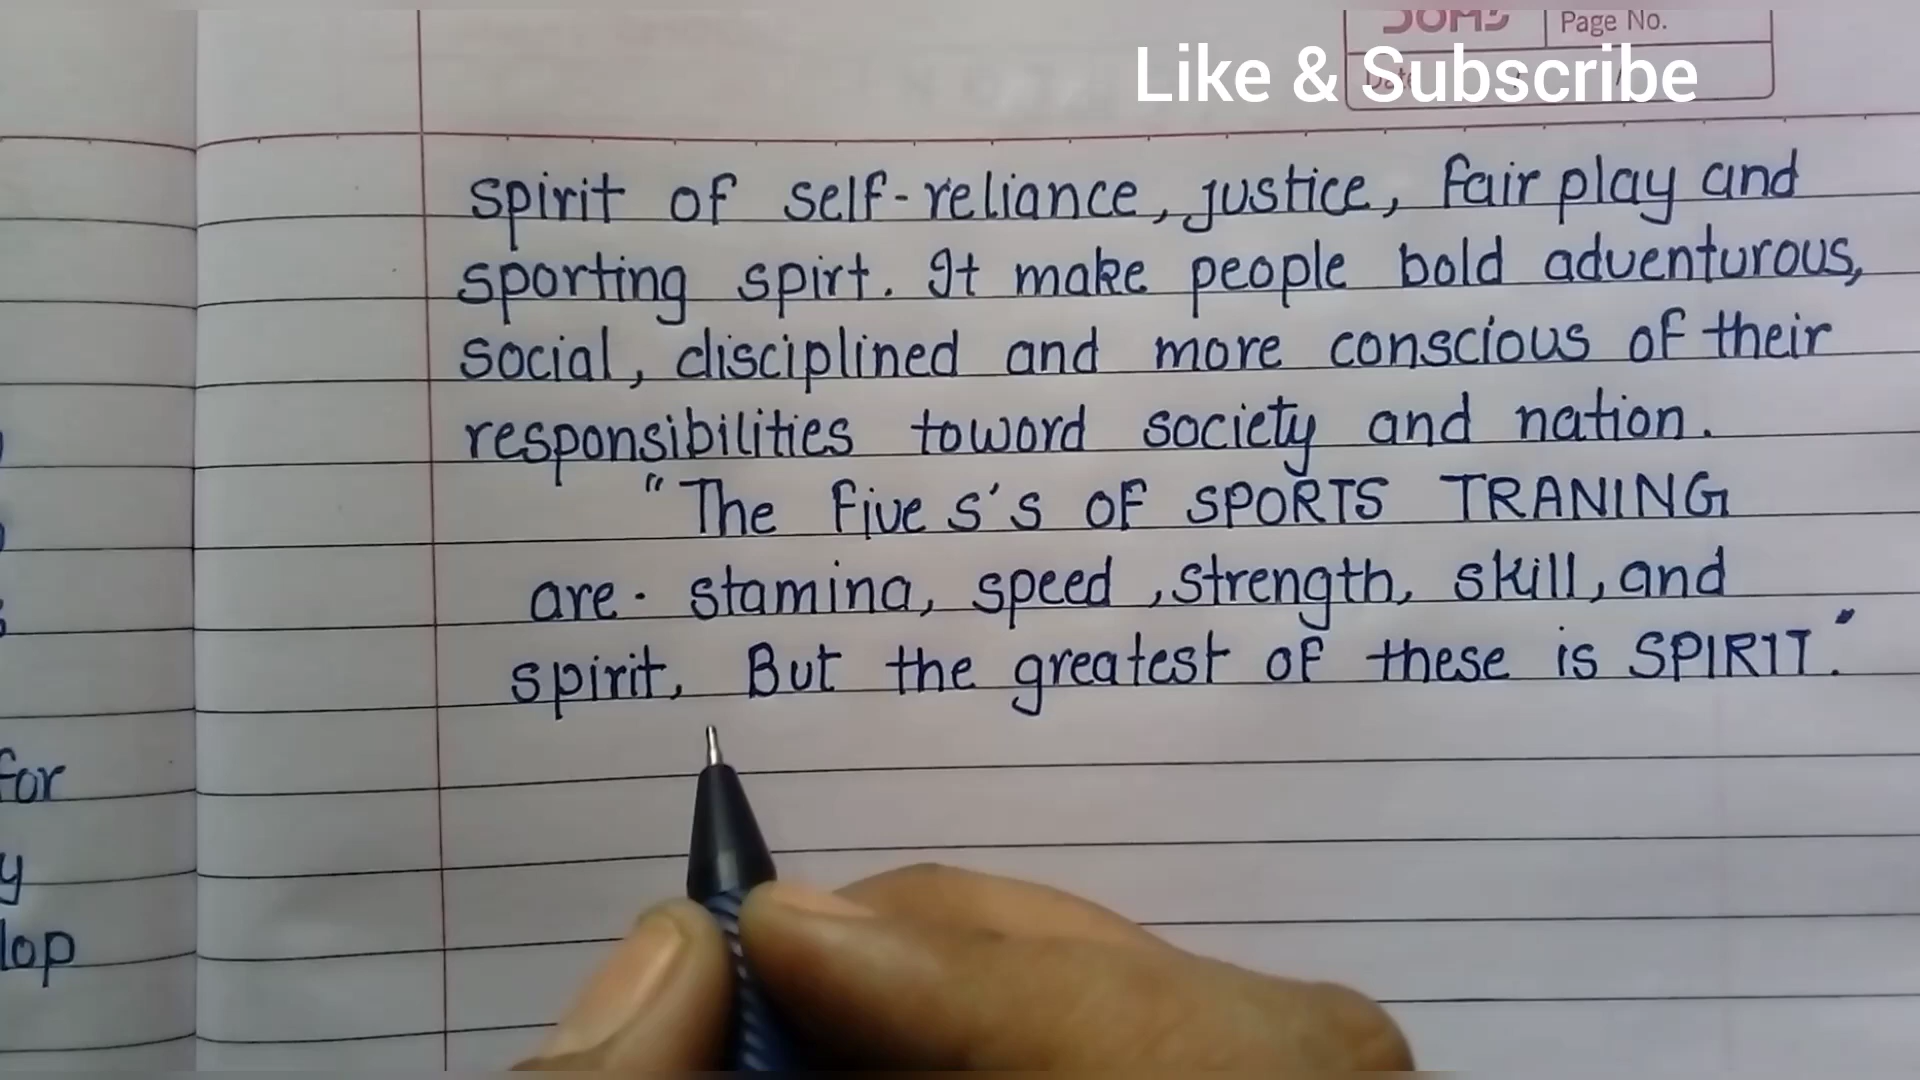 DOMS
Page No.
Like & Subscribe
spirit of self-reliance, justice, fair play and
sporting spirt. It make people bold adventurous,
social, disciplined and more conscious of their
responsibilities toword society and nation.
"The five s's OF SPORTS TRANING
are. stamina, speed, strength, skill, and
spirit, But the greatest of these is SPIRIT."
for
y
lop